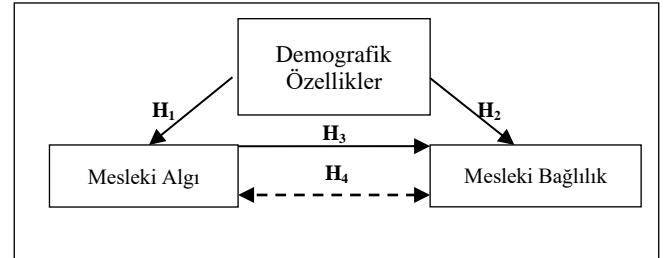 Demografik
Özellikler
H₁
H₂
H₃
Mesleki Algı
H₄
Mesleki Bağlılık